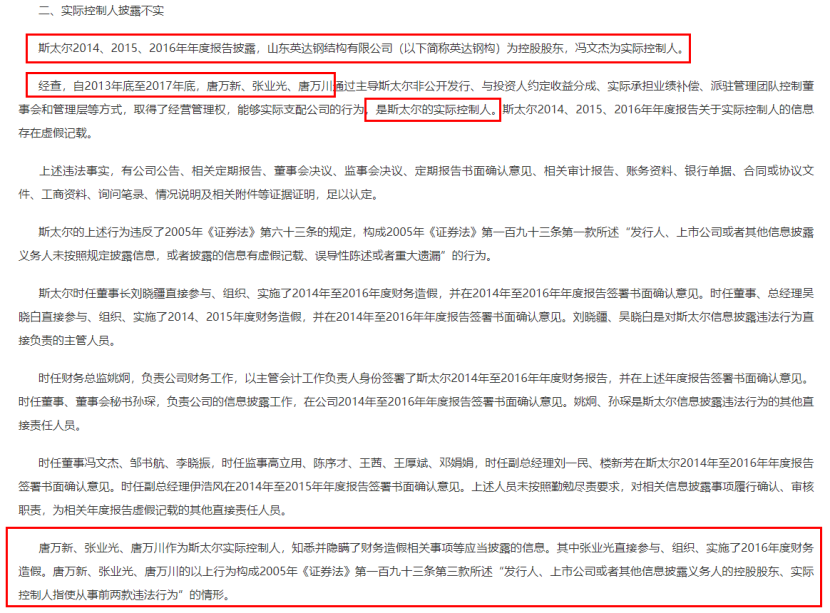 二、实际控制人披露不实
斯太尔2014、2015、2016年年度报告披露，山东英达钢结构有限公司（以下简称英达钢构）为控股股东，冯文杰为实际控制人。
经查，自2013年底至2017年底，唐万新、张业光、唐万川通过主导斯太尔非公开发行、与投资人约定收益分成、实际承担业绩补偿、派驻管理团队控制董
事会和管理层等方式，取得了经营管理权，能够实际支配公司的行为，是斯太尔的实际控制人。斯太尔2014、2015、2016年年度报告关于实际控制人的信息
存在虚假记载。
上述违法事实，有公司公告、相关定期报告、董事会决议、监事会决议、定期报告书面确认意见、相关审计报告、账务资料、银行单据、合同或协议文
件、工商资料、询问笔录、情况说明及相关附件等证据证明，足以认定。
斯太尔的上述行为违反了2005年《证券法》第六十三条的规定，构成2005年《证券法》第一百九十三条第一款所述“发行人、上市公司或者其他信息披露
义务人未按照规定披露信息，或者披露的信息有虚假记载、误导性陈述或者重大遗漏”的行为。
斯太尔时任董事长刘晓疆直接参与、组织、实施了2014年至2016年度财务造假，并在2014年至2016年年度报告签署书面确认意见。时任董事、总经理吴
晓白直接参与、组织、实施了2014、2015年度财务造假，并在2014年至2016年年度报告签署书面确认意见。刘晓疆、吴晓白是对斯太尔信息披露违法行为直
接负责的主管人员。
时任财务总监姚炯，负责公司财务工作，以主管会计工作负责人身份签署了斯太尔2014年至2016年年度财务报告，并在上述年度报告签署书面确认意见。
时任董事、董事会秘书孙琛，负责公司的信息披露工作，在公司2014年至2016年年度报告签署书面确认意见。姚炯、孙琛是斯太尔信息披露违法行为的其他直
接责任人员。
时任董事冯文杰、邹书航、李晓振，时任监事高立用、陈序才、王茜、王厚斌、邓娟娟，时任副总经理刘一民、楼新芳在斯太尔2014年至2016年年度报告
签署书面确认意见。时任副总经理伊浩风在2014年至2015年年度报告签署书面确认意见。上述人员未按照勤勉尽责要求，对相关信息披露事项履行确认、审核
职责，为相关年度报告虚假记载的其他直接责任人员。
唐万新、张业光、唐万川作为斯太尔实际控制人，知悉并隐瞒了财务造假相关事项等应当披露的信息。其中张业光直接参与、组织、实施了2016年度财务
造假。唐万新、张业光、唐万川的以上行为构成2005年《证券法》第一百九十三条第三款所述“发行人、上市公司或者其他信息披露义务人的控股股东、实际
控制人指使从事前两款违法行为”的情形。